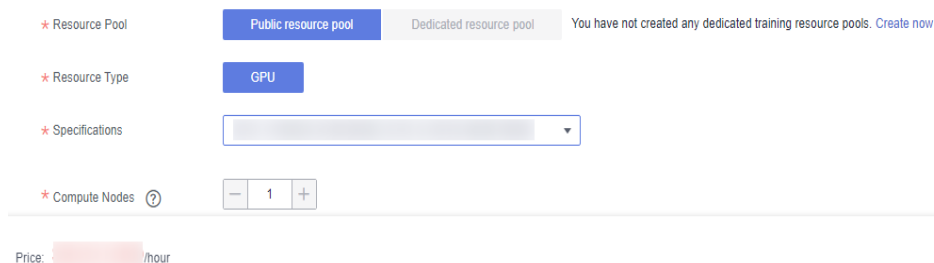 * Resource Pool Public resource pool Dedicated resource pool You have not created any dedicated training resource pools. Create now
* Resource Type GPU
* Specifications
* Compute Nodes ? − 1 +
Price: /hour